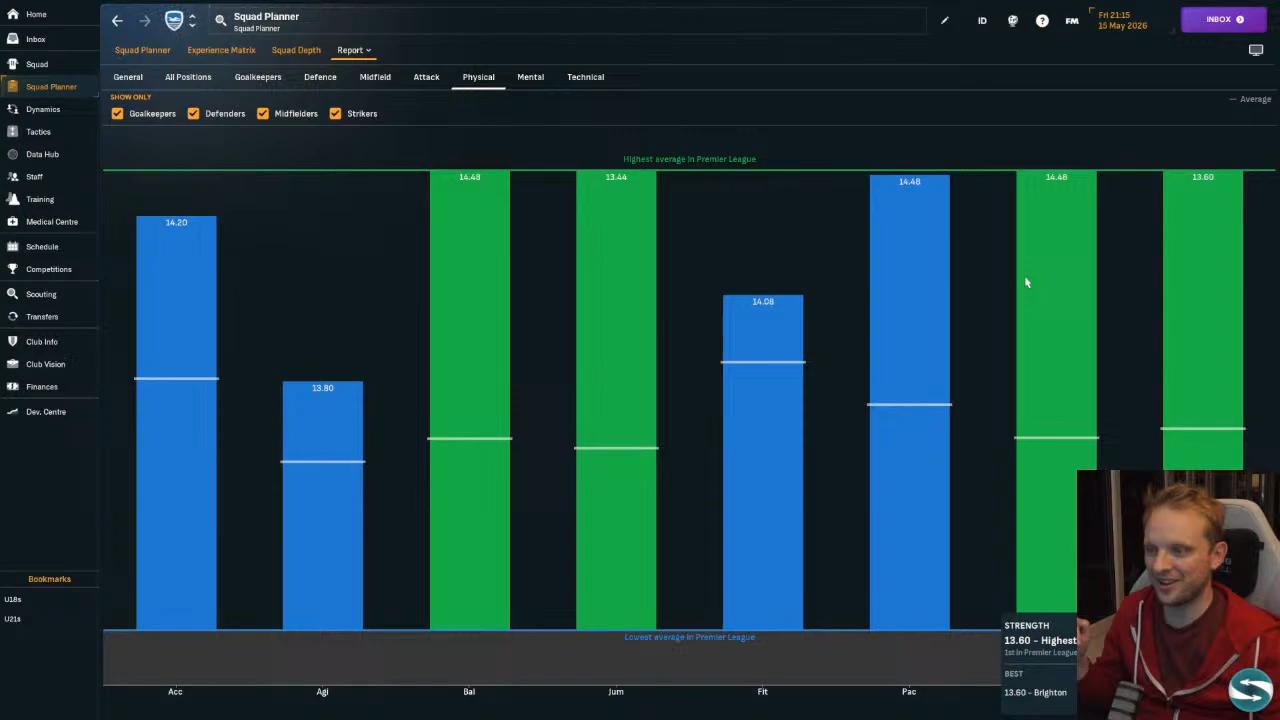 Home
Inbox
Squad
Squad Planner
Dynamics
Tactics
Data Hub
Staff
Training
Medical Centre
Schedule
Competitions
Scouting
Transfers
Club Info
Club Vision
Finances
Dev. Centre
Bookmarks
U18s
U21s
Squad Planner
Squad Planner
ID
FM
Fri 21:15
15 May 2026
INBOX
Squad Planner Experience Matrix Squad Depth Report
General All Positions Goalkeepers Defence Midfield Attack Physical Mental Technical
SHOW ONLY
Goalkeepers Defenders Midfielders Strikers
Average
Highest average in Premier League
14.20 13.80 14.48 13.44 14.08 14.48 14.48 13.60
Lowest average in Premier League
Acc Agi Bal Jum Fit Pac
STRENGTH
13.60 - Highest
1st in Premier League
BEST
13.60 - Brighton